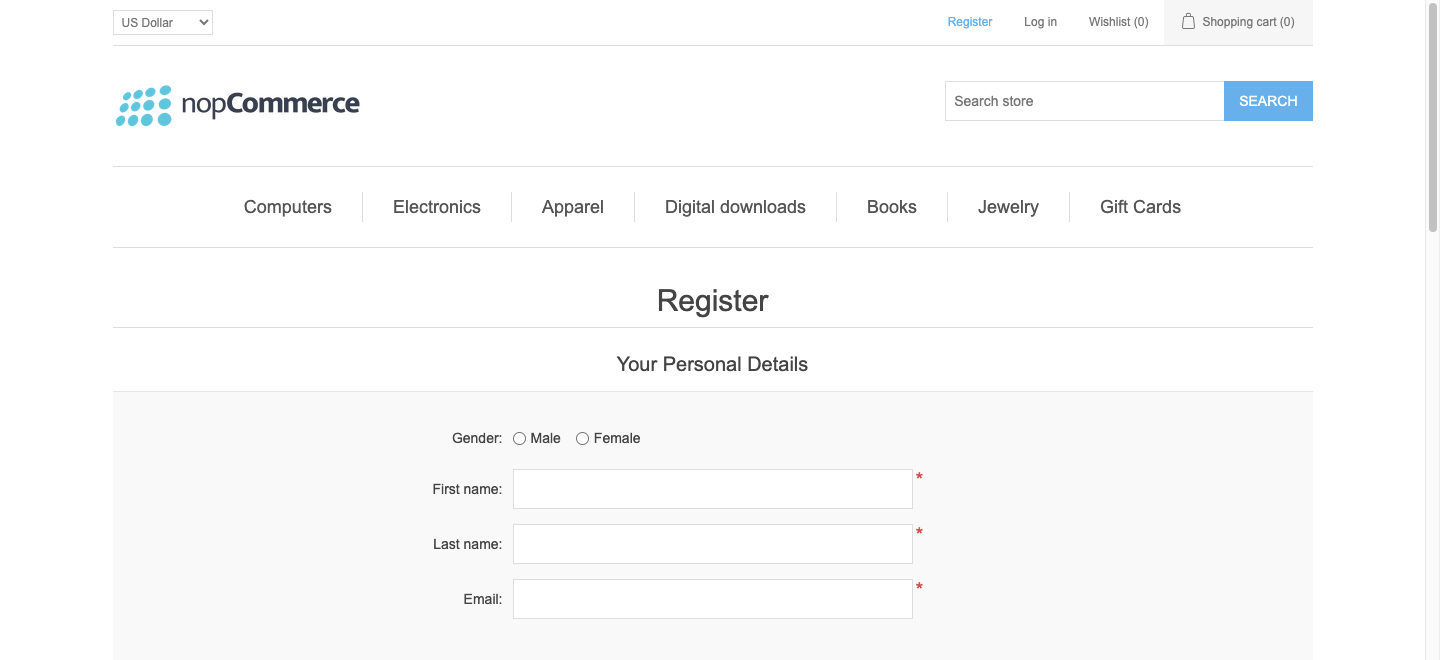 US Dollar
Register Log in Wishlist (0) Shopping cart (0)
nopCommerce
Search store SEARCH
Computers Electronics Apparel Digital downloads Books Jewelry Gift Cards
Register
Your Personal Details
Gender: Male Female
First name: *
Last name: *
Email: *